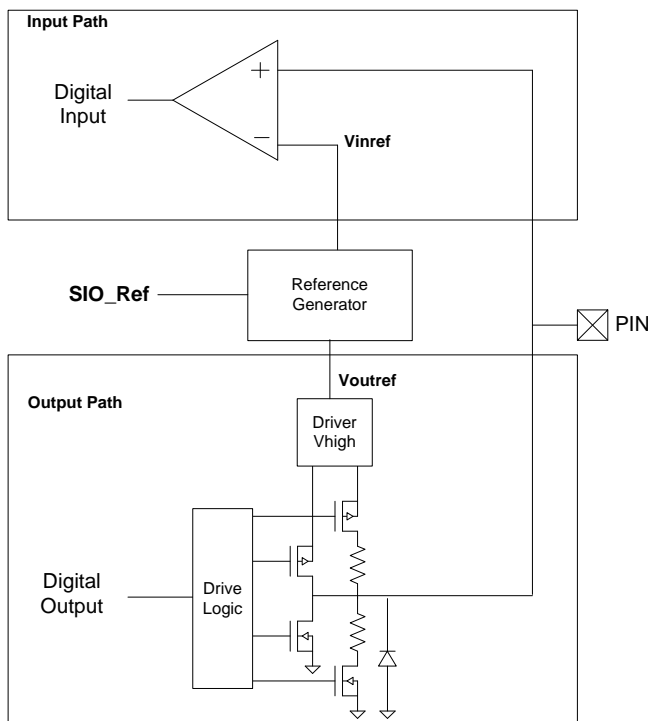 Input Path
+
Digital
Input
−
Vinref
Reference
Generator
SIO_Ref
PIN
Voutref
Output Path
Driver
Vhigh
Digital
Output
Drive
Logic